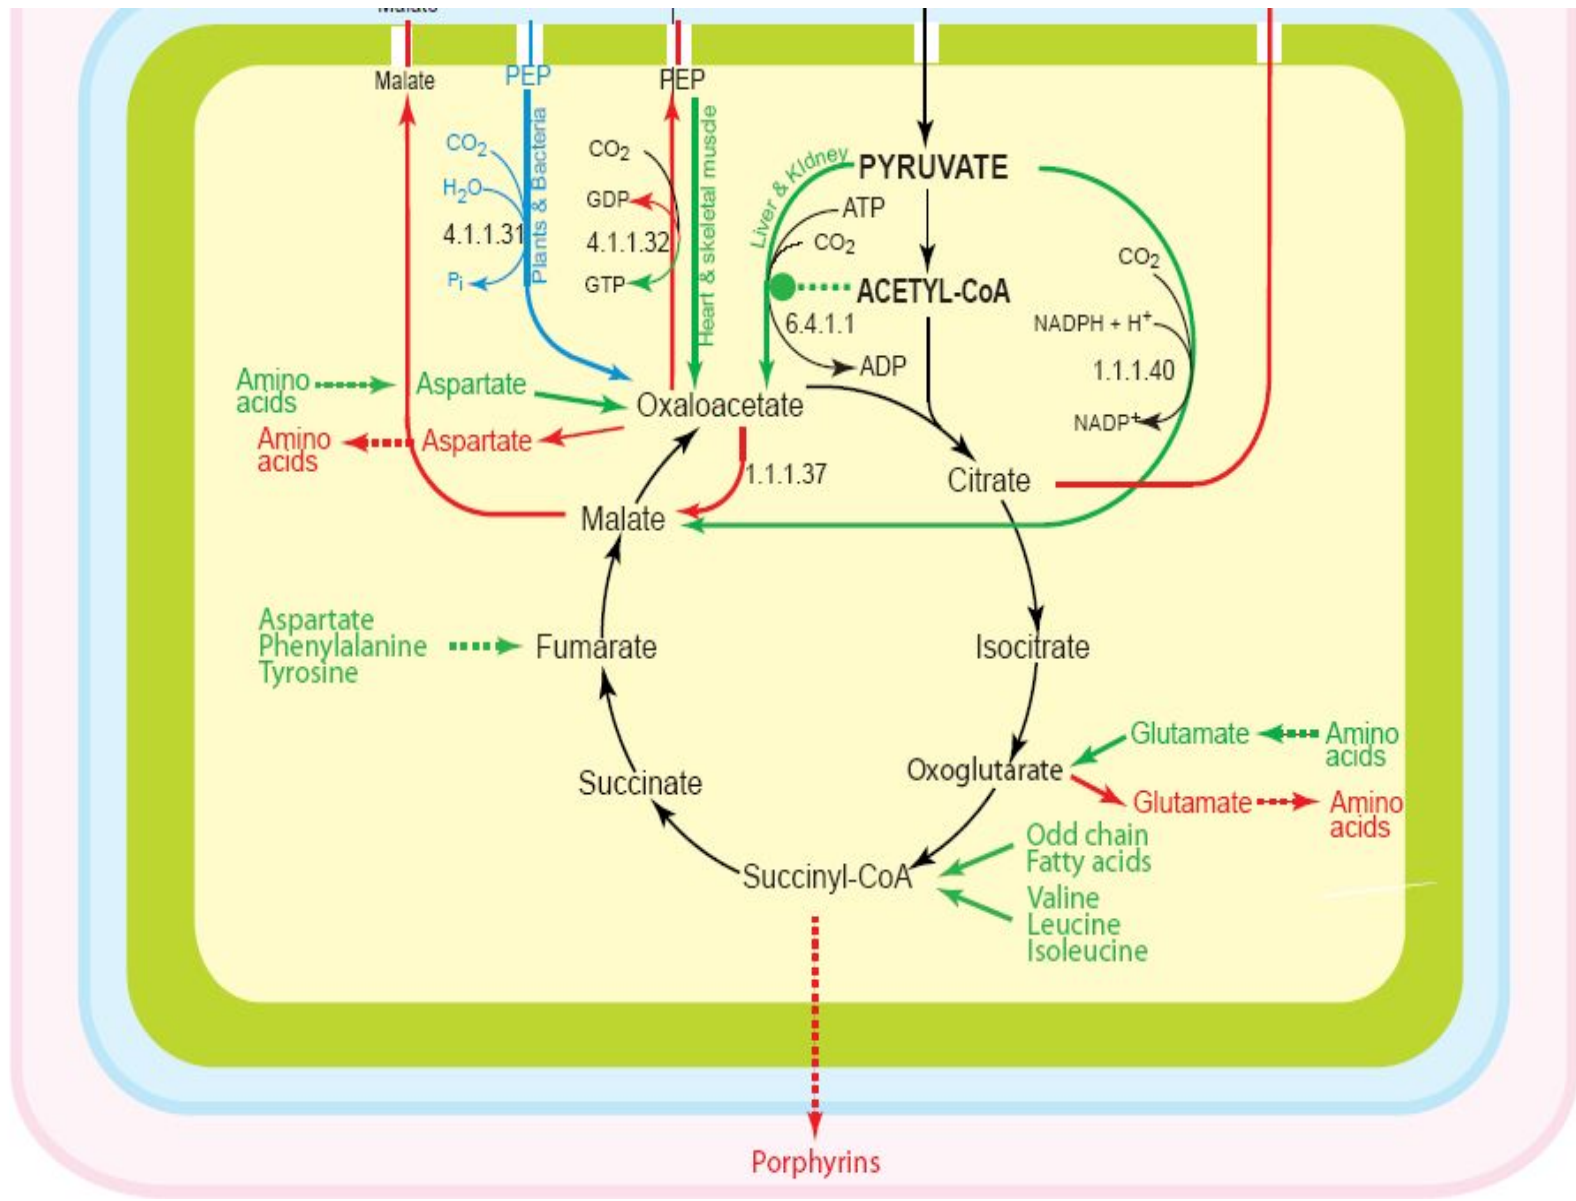 Malate
Malate
PEP
PEP
CO2
H2O
4.1.1.31
Pi
Plants & Bacteria
CO2
GDP
4.1.1.32
GTP
Heart & skeletal muscle
Liver & KIdney
PYRUVATE
ATP
CO2
ACETYL-CoA
6.4.1.1
ADP
CO2
NADPH + H+
1.1.1.40
NADP+
Amino
acids
Aspartate
Oxaloacetate
Amino
acids
Aspartate
1.1.1.37
Citrate
Malate
Aspartate
Phenylalanine
Tyrosine
Fumarate
Isocitrate
Glutamate
Amino
acids
Oxoglutarate
Succinate
Glutamate
Amino
acids
Odd chain
Fatty acids
Succinyl-CoA
Valine
Leucine
Isoleucine
Porphyrins